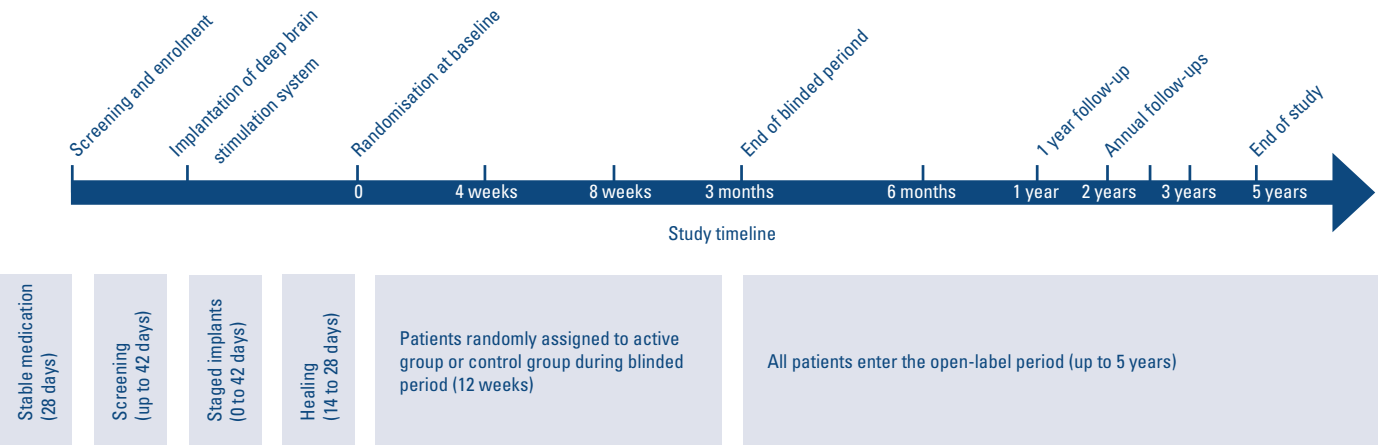 Screening and enrolment
Implantation of deep brain
stimulation system
Randomisation at baseline
End of blinded periond
1 year follow-up
Annual follow-ups
End of study
0
4 weeks
8 weeks
3 months
6 months
1 year
2 years
3 years
5 years
Study timeline
Stable medication
(28 days)
Screening
(up to 42 days)
Staged implants
(0 to 42 days)
Healing
(14 to 28 days)
Patients randomly assigned to active
group or control group during blinded
period (12 weeks)
All patients enter the open-label period (up to 5 years)